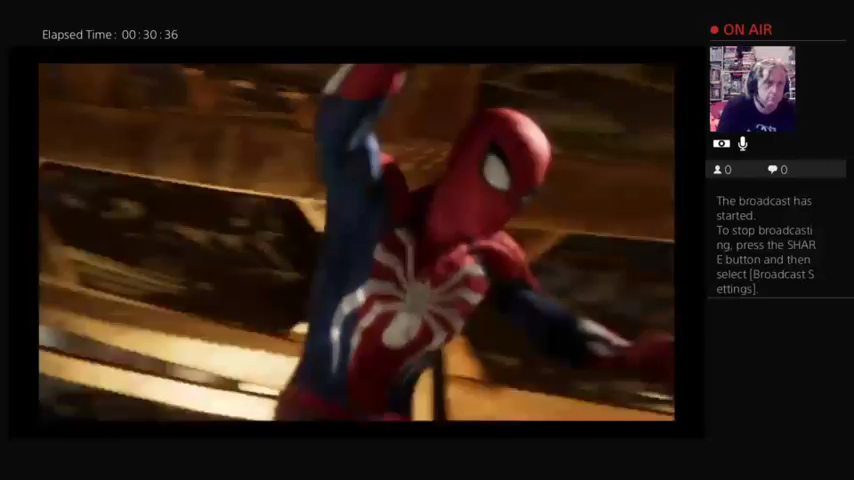 Elapsed Time: 00:30:36
ON AIR
0
0
The broadcast has
started.
To stop broadcasti
ng, press the SHAR
E button and then
select [Broadcast S
ettings].